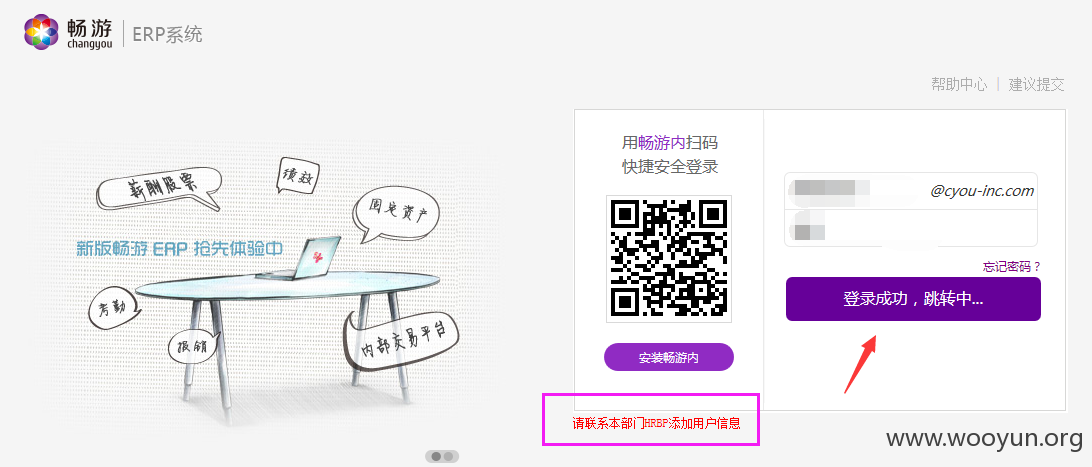 畅游
changyou
ERP系统
帮助中心 | 建议提交
薪酬股票
绩效
固定资产
新版畅游 ERP 抢先体验中
考勤
报销
内部交易平台
用畅游内扫码
快捷安全登录
安装畅游内
@cyou-inc.com
忘记密码？
登录成功，跳转中...
请联系本部门HRBP添加用户信息
www.wooyun.org